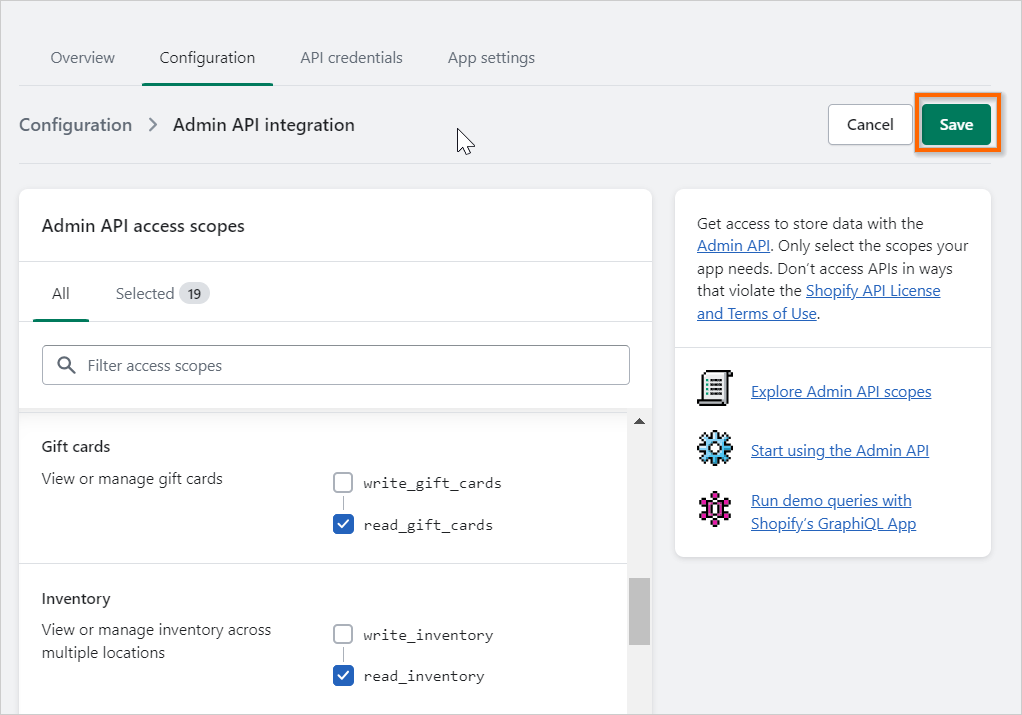 Overview
Configuration
API credentials
App settings
Configuration
Admin API integration
Cancel
Save
Admin API access scopes
All
Selected 19
Filter access scopes
Gift cards
View or manage gift cards
write_gift_cards
read_gift_cards
Inventory
View or manage inventory across
multiple locations
write_inventory
read_inventory
Get access to store data with the
Admin API. Only select the scopes your
app needs. Don’t access APIs in ways
that violate the Shopify API License
and Terms of Use.
Explore Admin API scopes
Start using the Admin API
Run demo queries with
Shopify’s GraphiQL App